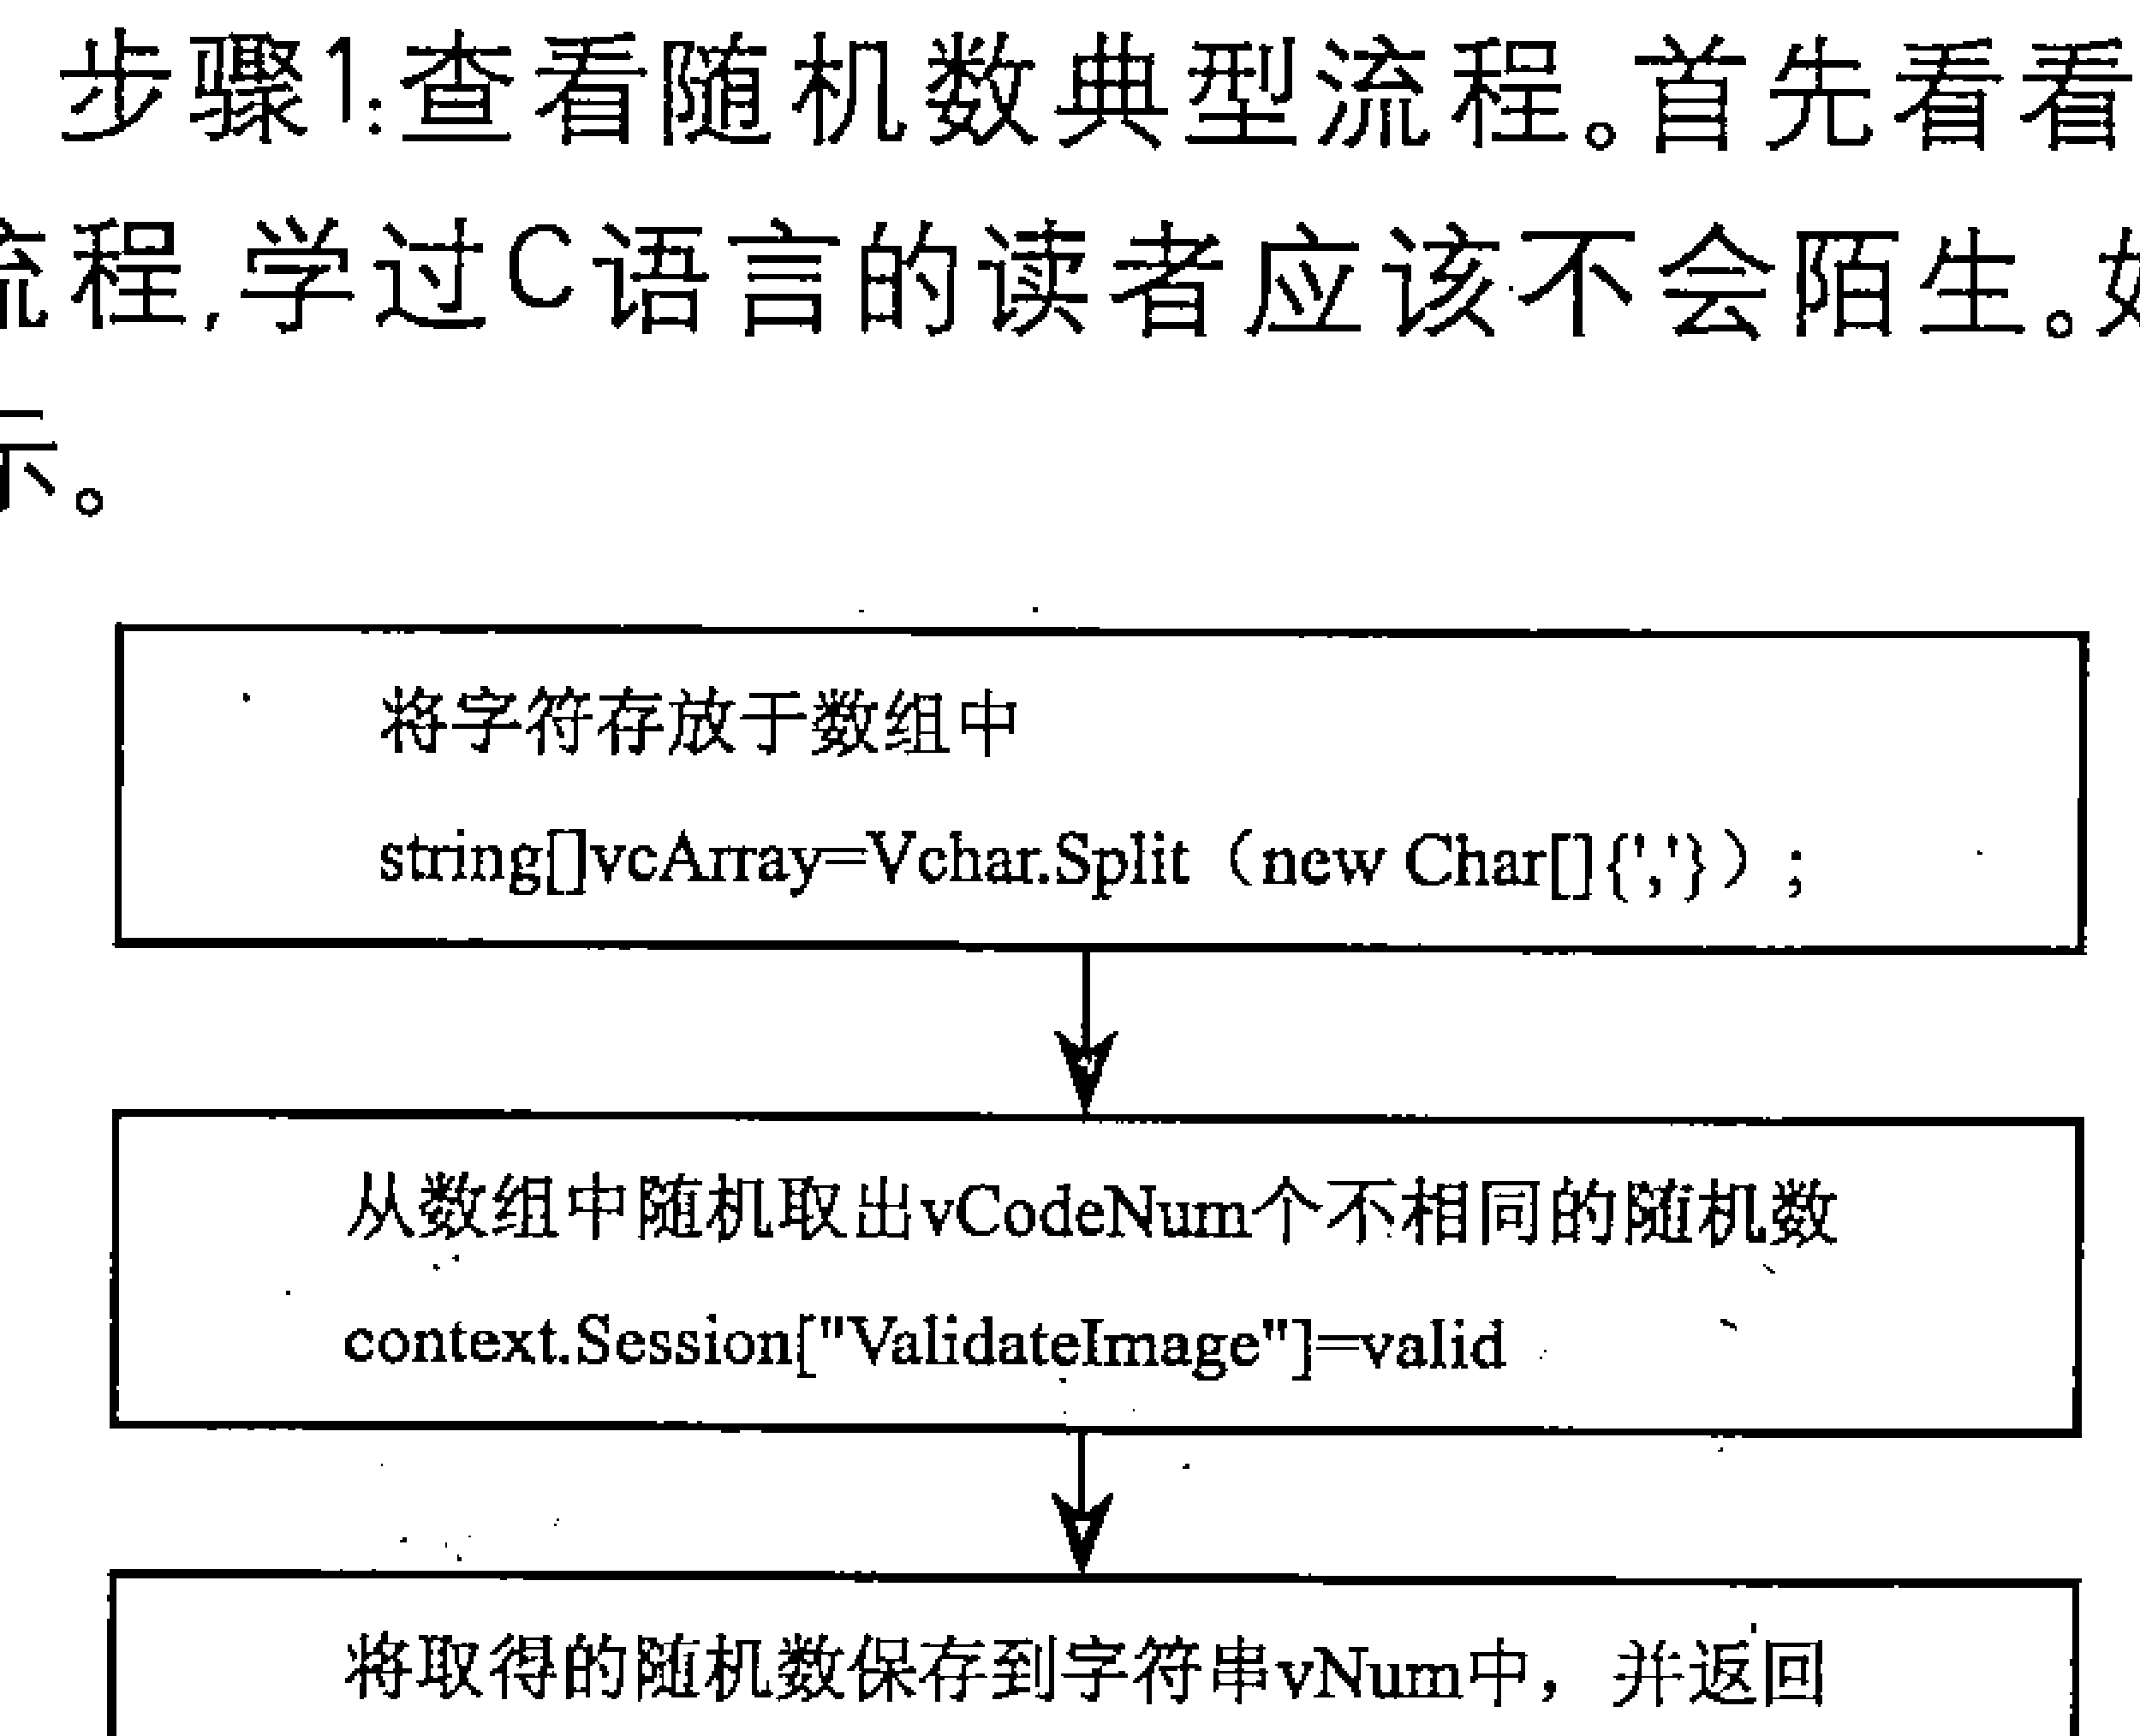 步骤1:查看随机数典型流程。首先看看
流程,学过C语言的读者应该不会陌生。如
示。
将字符存放于数组中
string[]vcArray=Vchar.Split（new Char[]{','}）;
从数组中随机取出vCodeNum个不相同的随机数
context.Session["ValidateImage"]=valid
将取得的随机数保存到字符串vNum中，并返回